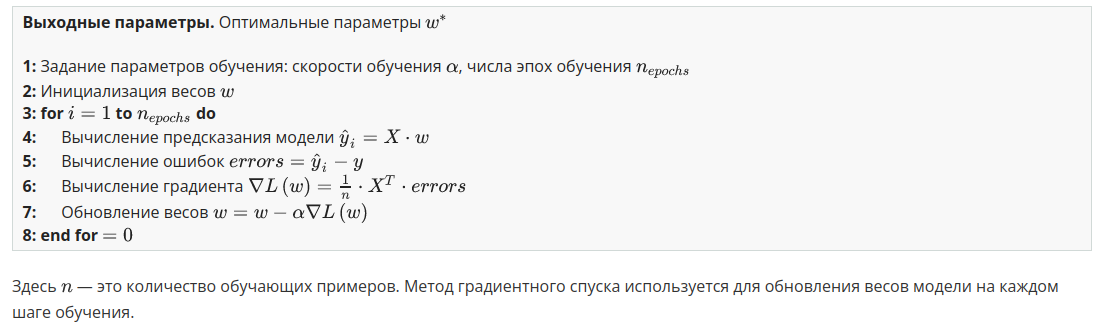 Выходные параметры. Оптимальные параметры $w^*$
1: Задание параметров обучения: скорости обучения $\alpha$, числа эпох обучения $n_{epochs}$
2: Инициализация весов $w$
3: for $i = 1$ to $n_{epochs}$ do
4: Вычисление предсказания модели $\hat{y}_i = X \cdot w$
5: Вычисление ошибок $errors = \hat{y}_i - y$
6: Вычисление градиента $\nabla L (w) = \frac{1}{n} \cdot X^T \cdot errors$
7: Обновление весов $w = w - \alpha \nabla L (w)$
8: end for $= 0$
Здесь $n$ — это количество обучающих примеров. Метод градиентного спуска используется для обновления весов модели на каждом
шаге обучения.